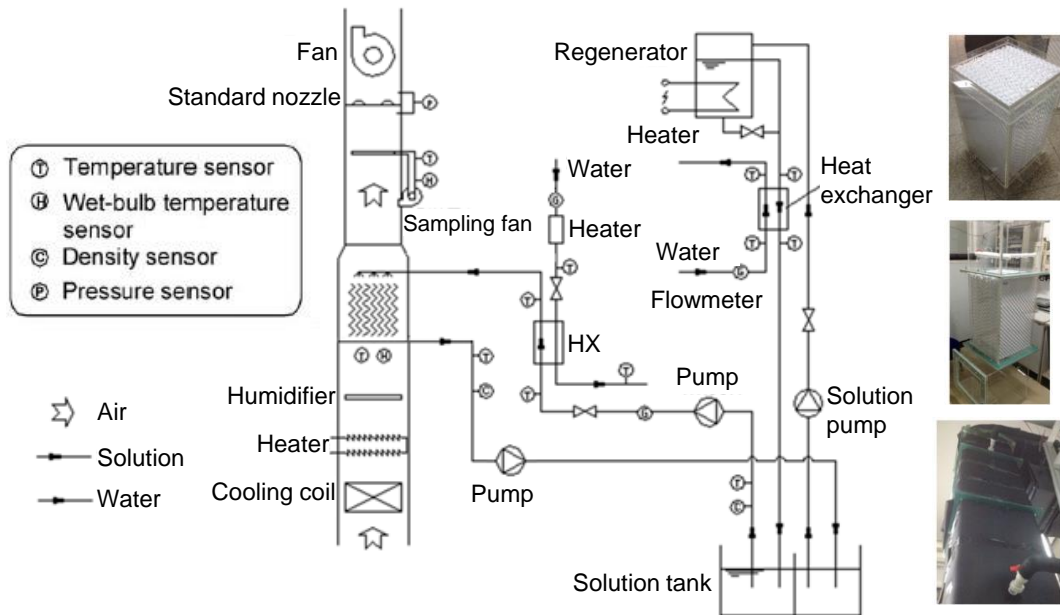 Fan
Standard nozzle
P
T Temperature sensor
H Wet-bulb temperature
sensor
C Density sensor
P Pressure sensor
T
H
Sampling fan
T H
Humidifier
Heater
Cooling coil
Air
Solution
Water
Water
G
Heater
T
T
HX
T
T
T
C
G
Pump
Pump
Regenerator
Heater
T T
Heat
exchanger
Water
G
T T
Flowmeter
Solution
pump
T
C
Solution tank